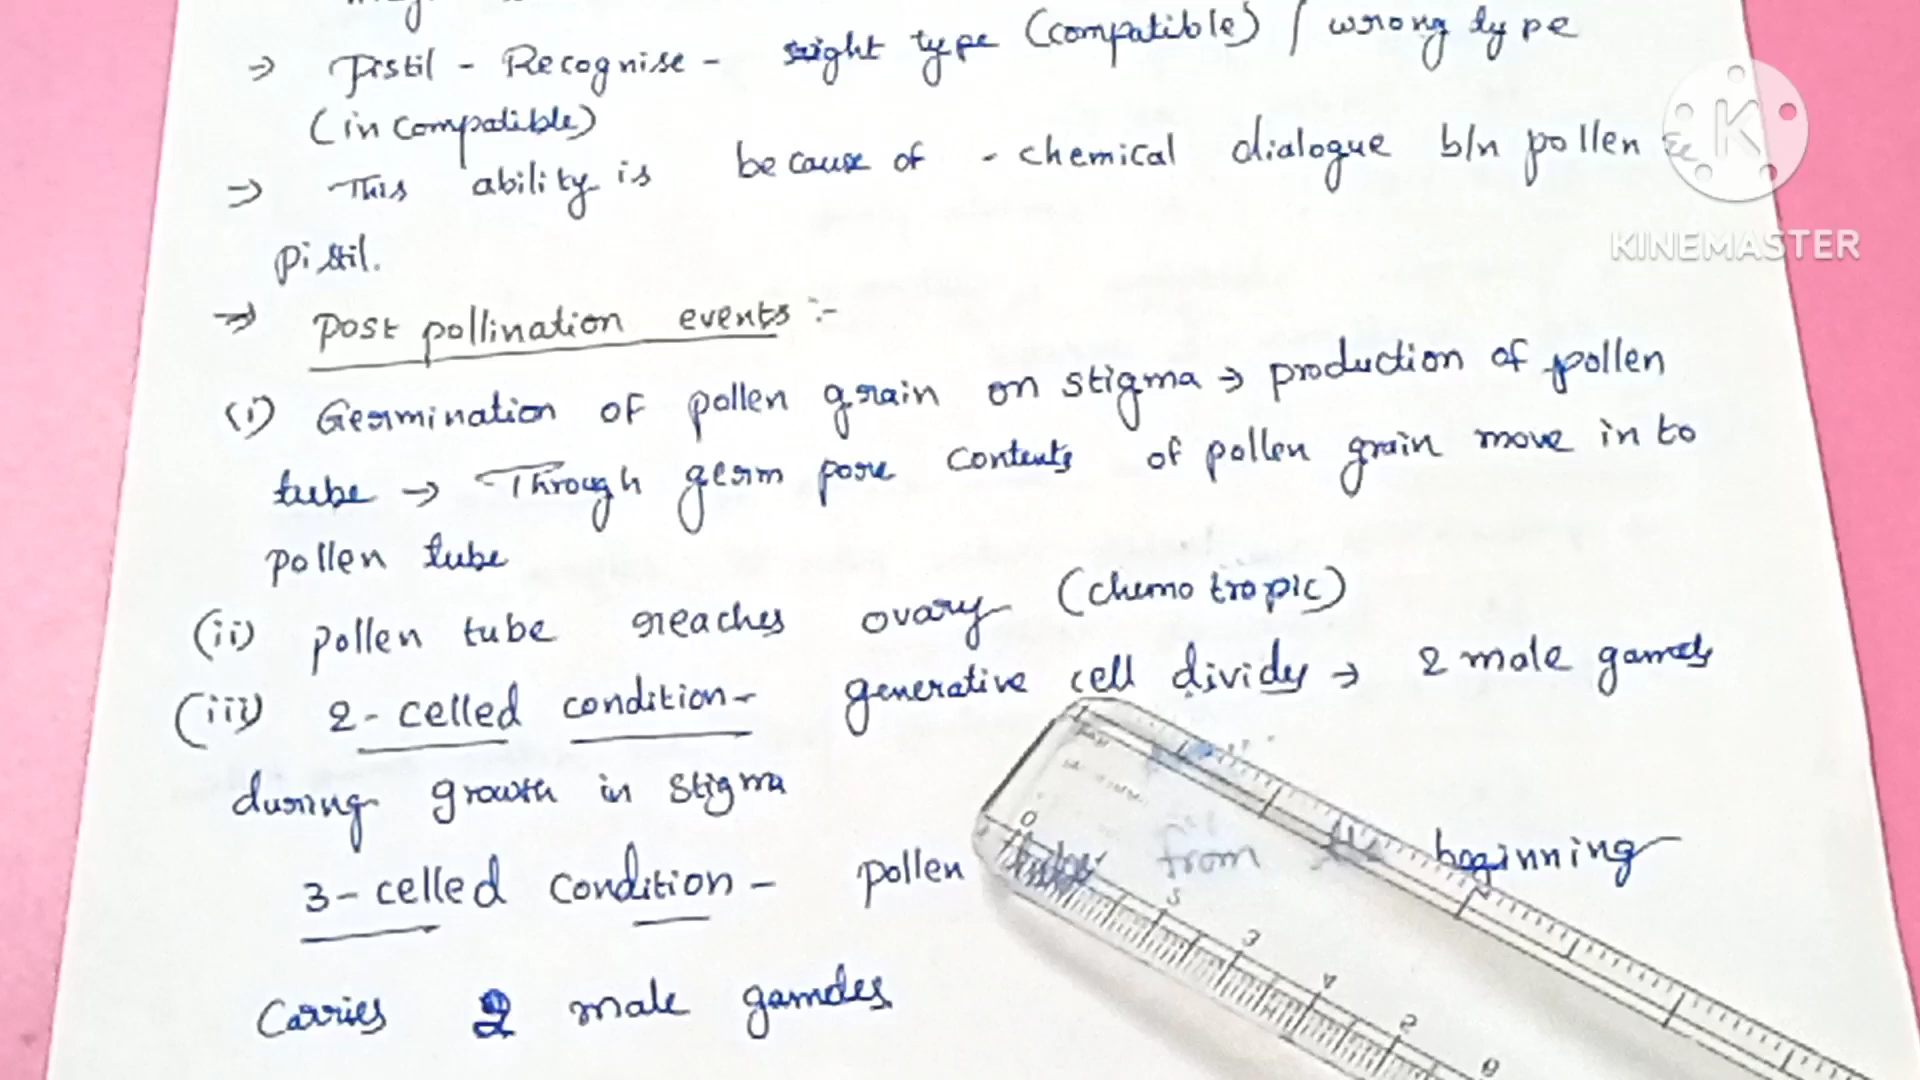 ⇒ Pistil - Recognise - right type (compatible) / wrong type
(in compatible)
⇒ This ability is because of - chemical dialogue b/n pollen &
pistil.
⇒ post pollination events :-
(i) Germination of pollen grain on stigma → production of pollen
tube → Through germ pore contents of pollen grain move in to
pollen tube
(ii) pollen tube reaches ovary (chemo tropic)
(iii) 2-celled condition - generative cell divides → 2 male gametes
during growth in stigma
3-celled condition - pollen from beginning
Carries 2 male gametes
KINEMASTER
0 3